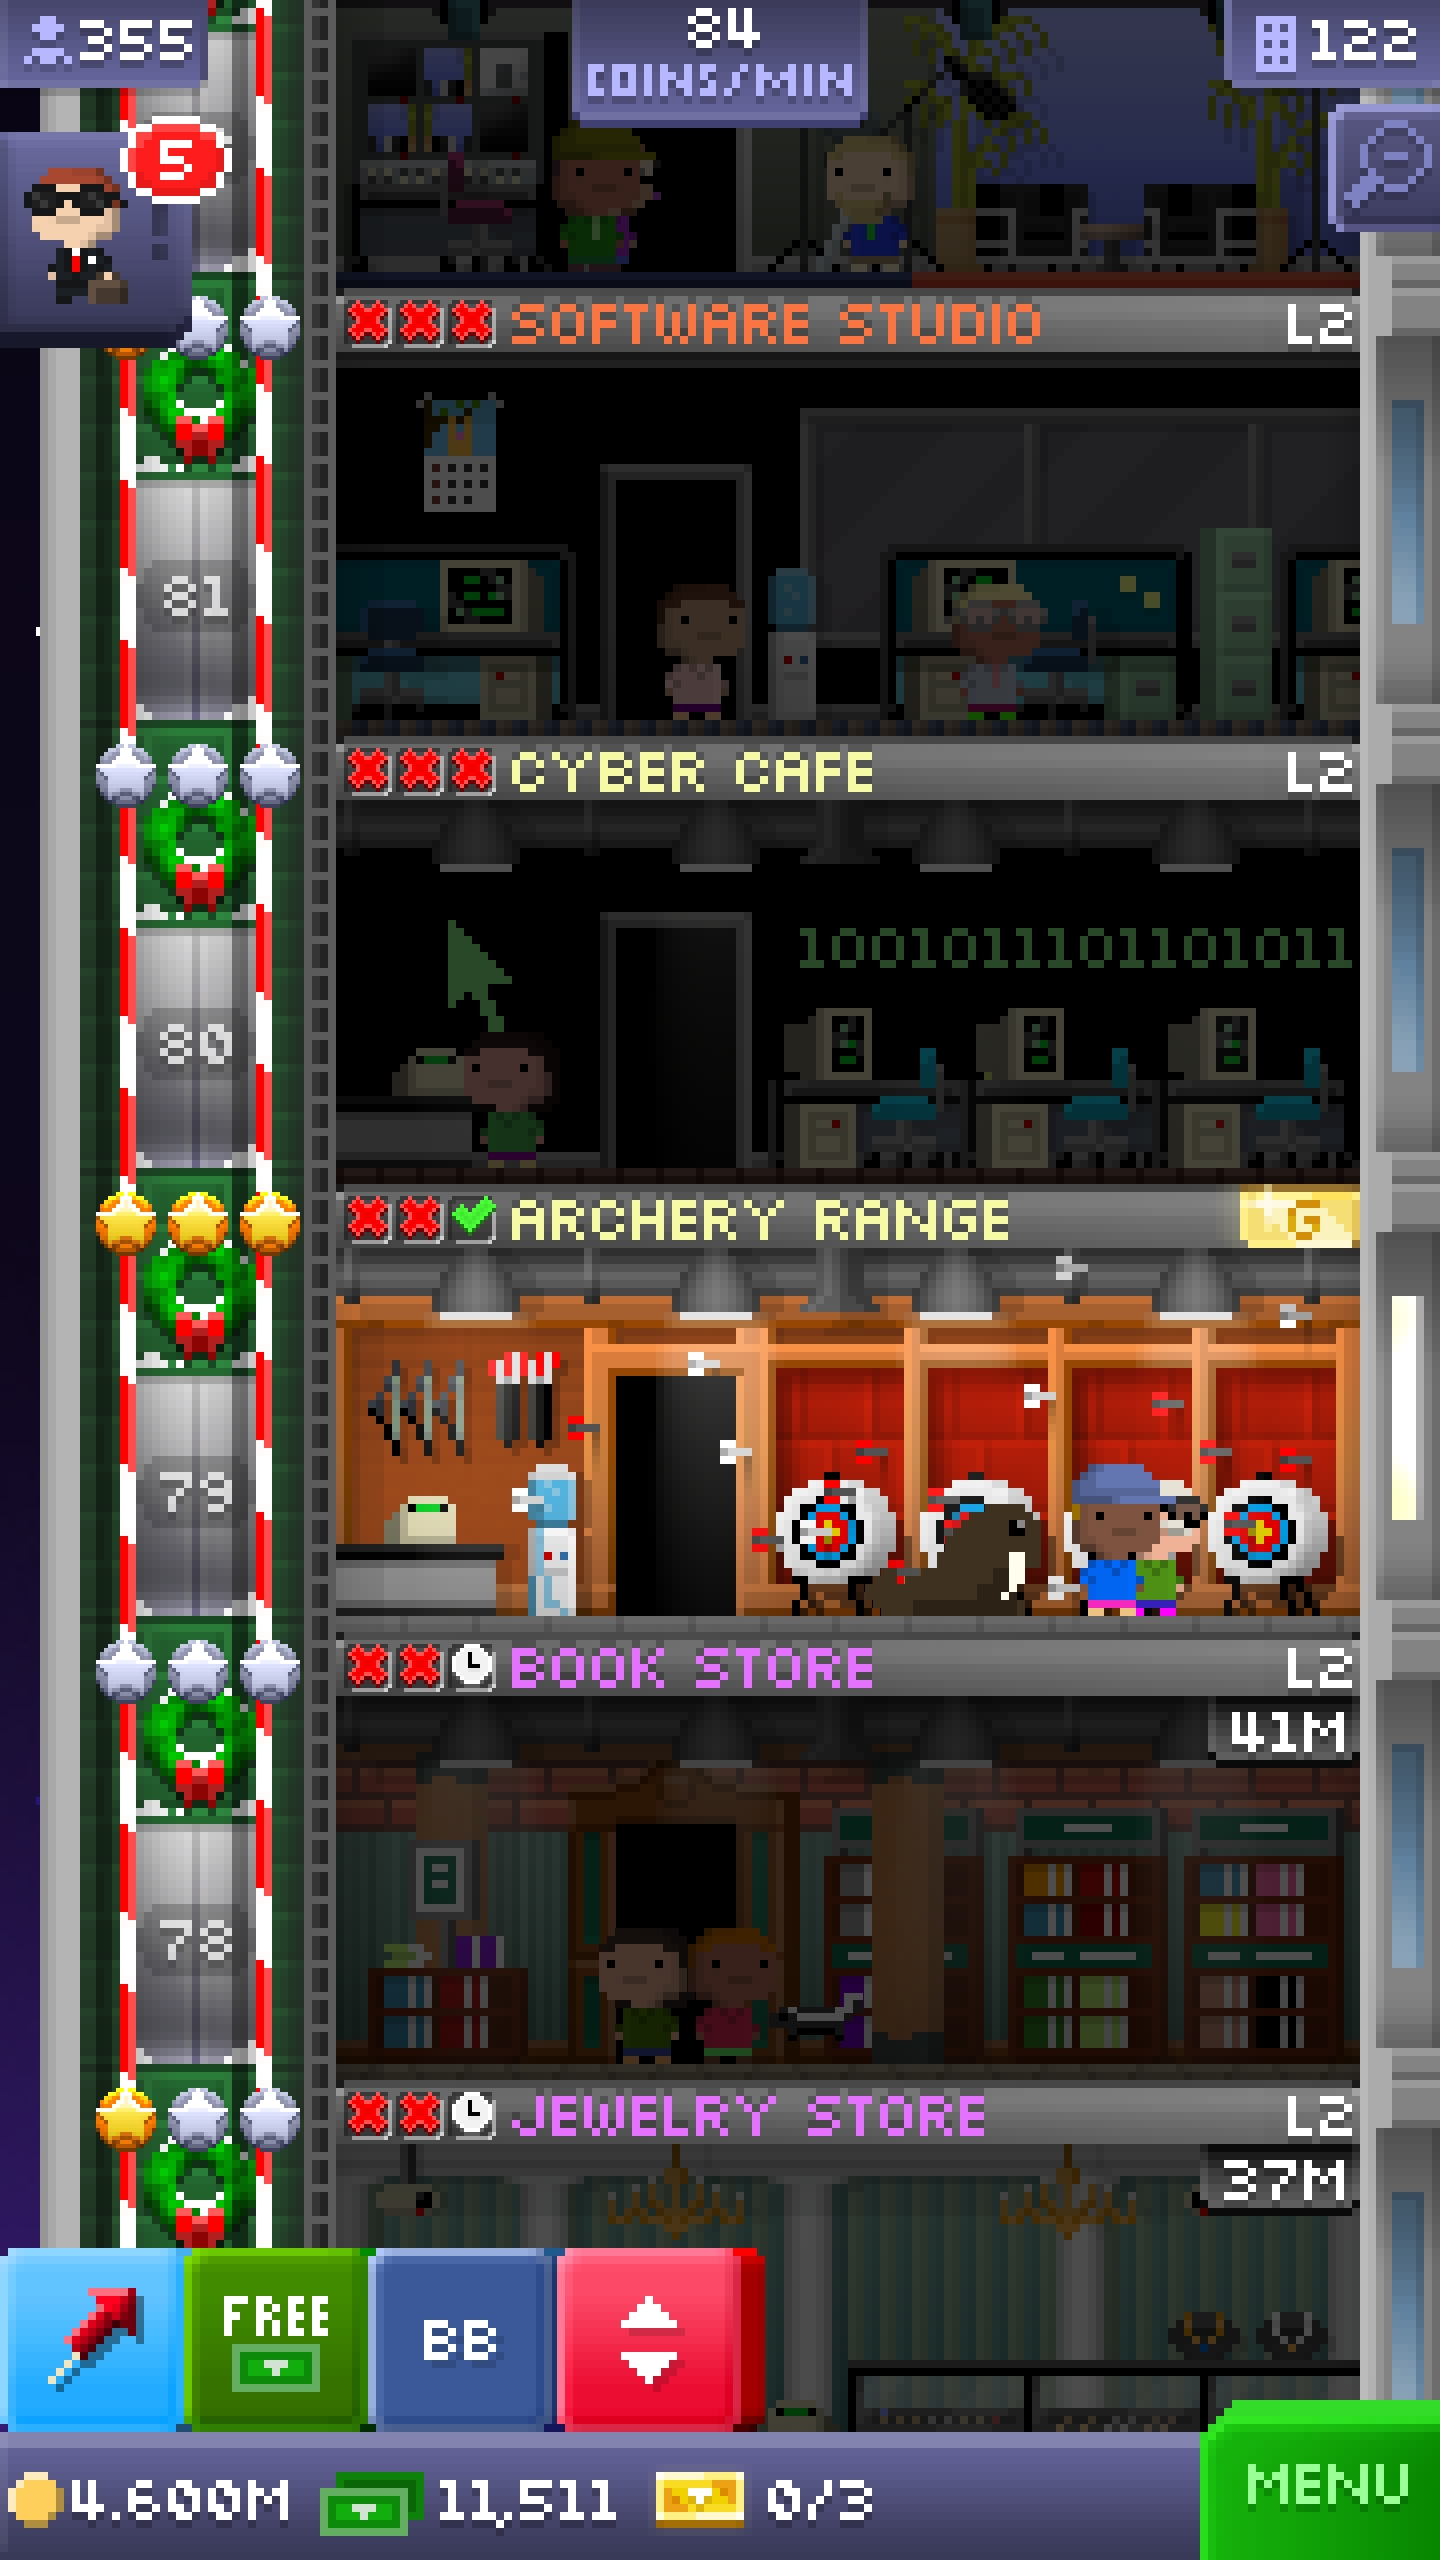 355
84
COINS/MIN
122
5
SOFTWARE STUDIO L2
81
CYBER CAFE L2
1001011101101011
80
ARCHERY RANGE G
79
BOOK STORE L2
41M
78
JEWELRY STORE L2
37M
FREE
BB
4.600M 11,511 0/3
MENU